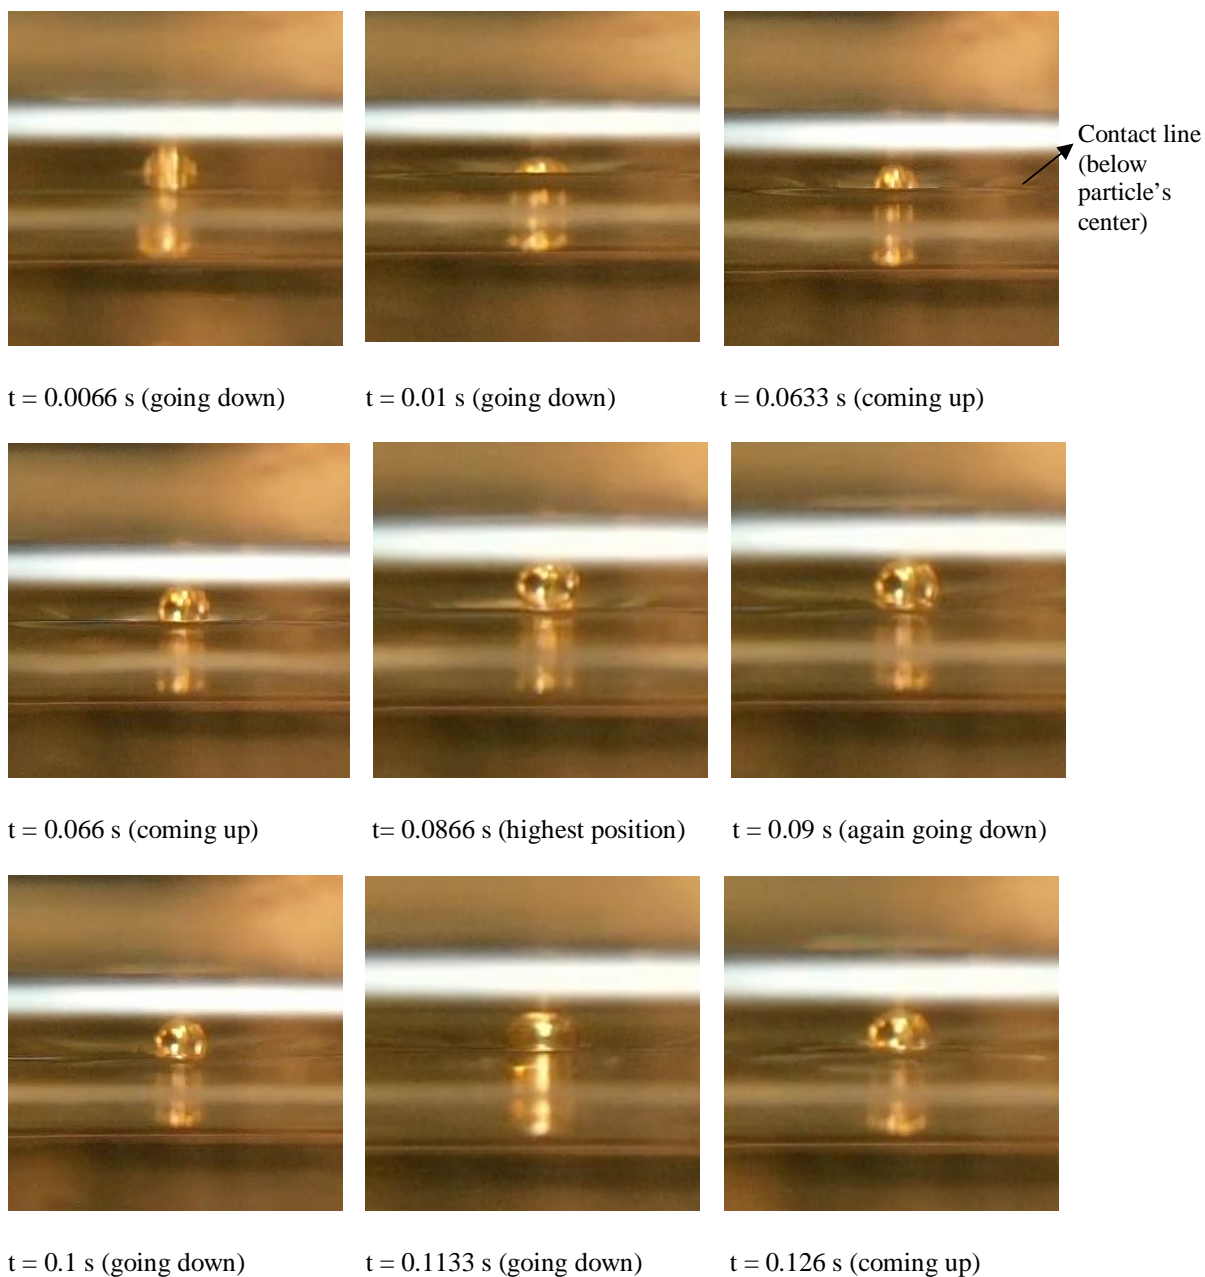 Contact line
(below
particle’s
center)
t = 0.0066 s (going down)
t = 0.01 s (going down)
t = 0.0633 s (coming up)
t = 0.066 s (coming up)
t= 0.0866 s (highest position)
t = 0.09 s (again going down)
t = 0.1 s (going down)
t = 0.1133 s (going down)
t = 0.126 s (coming up)